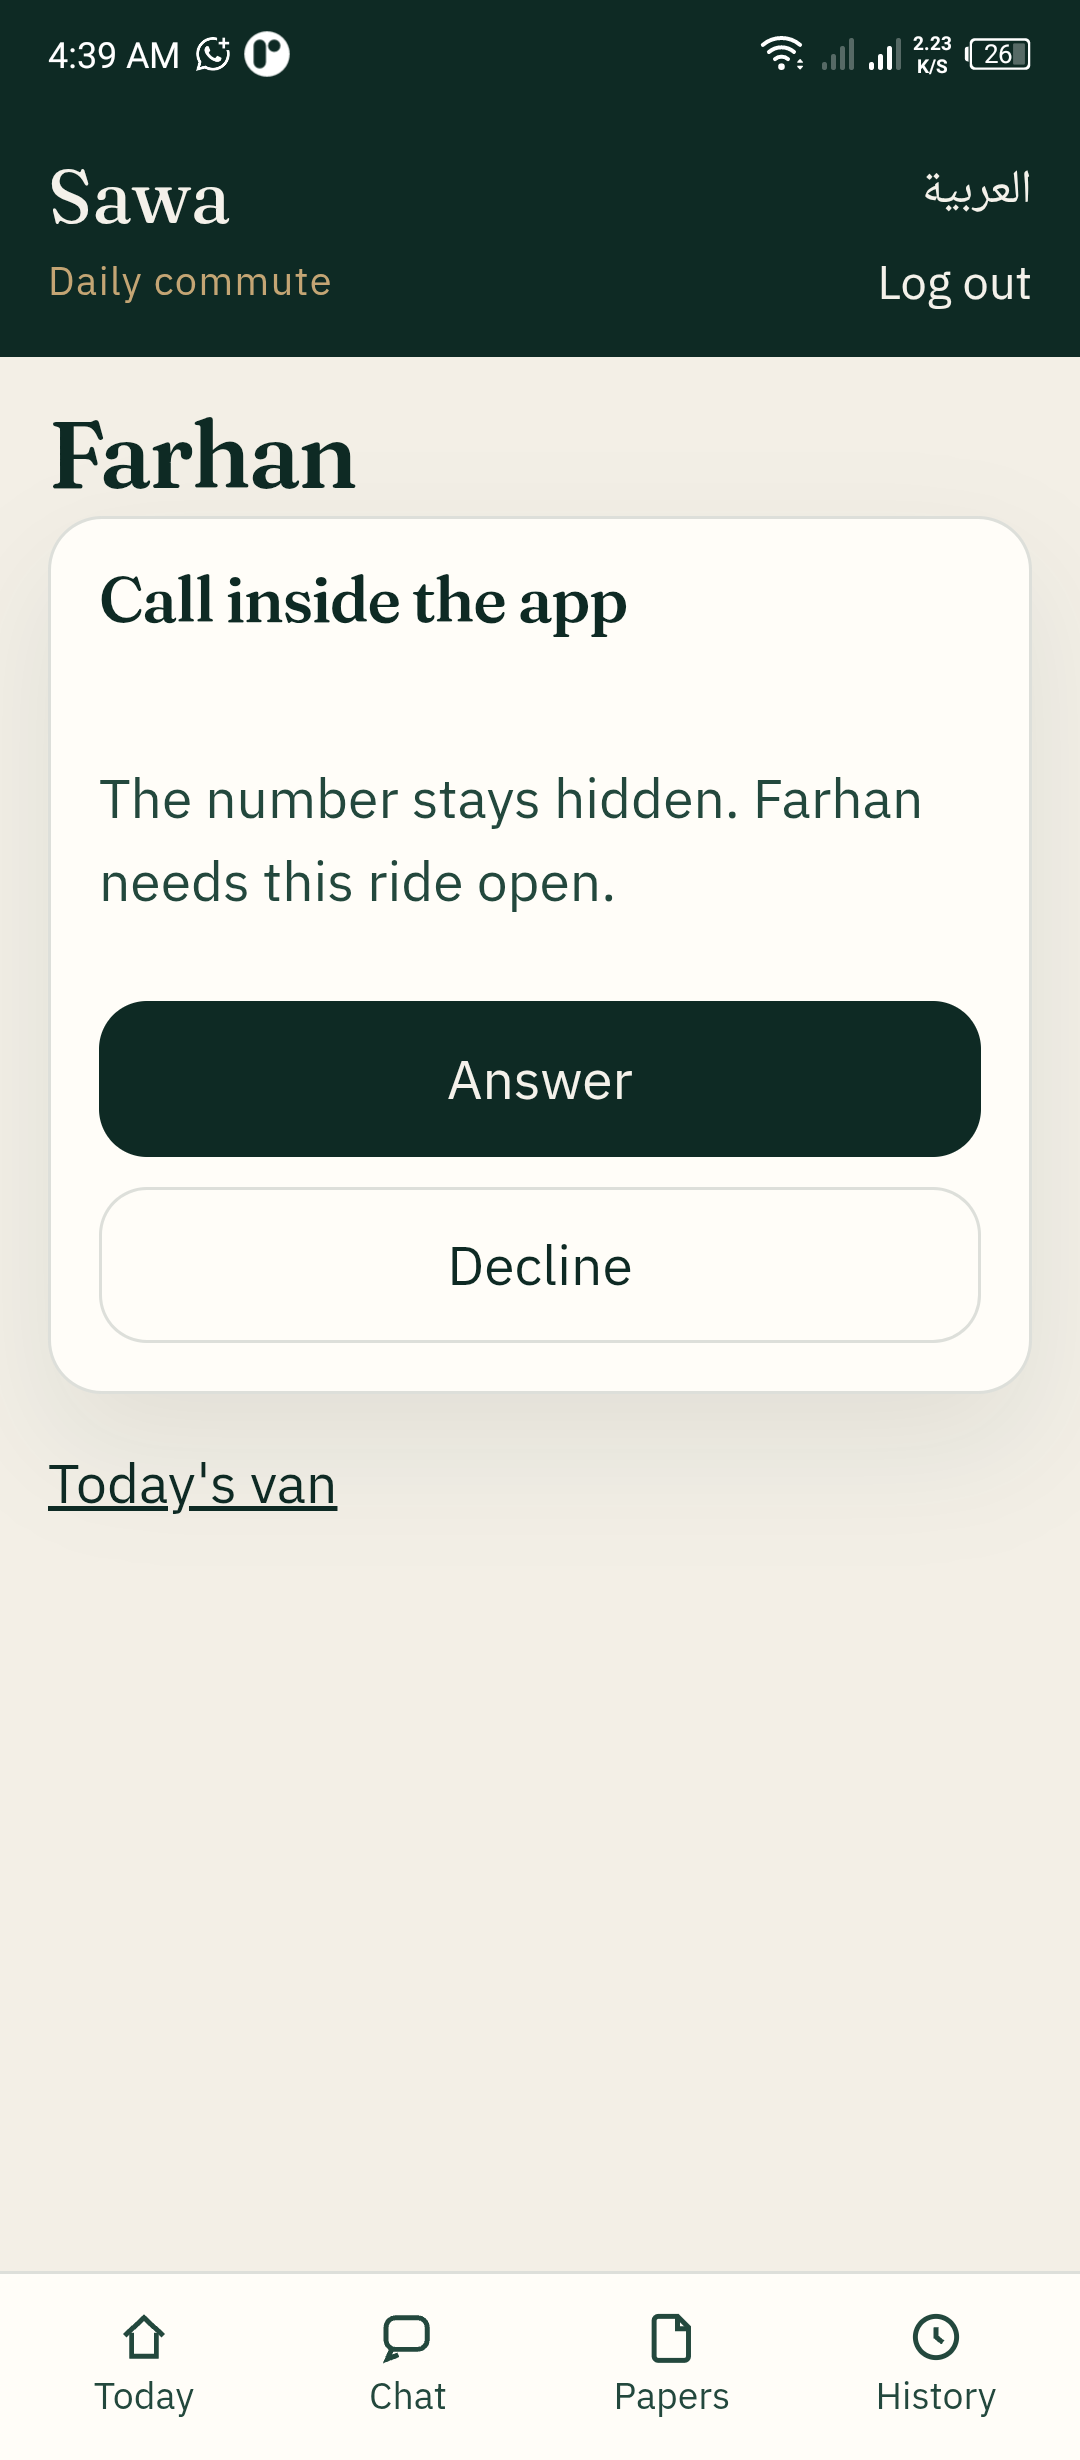 4:39 AM
2.23 K/S
26
Sawa
العربية
Daily commute
Log out
Farhan
Call inside the app
The number stays hidden. Farhan
needs this ride open.
Answer
Decline
Today's van
Today
Chat
Papers
History